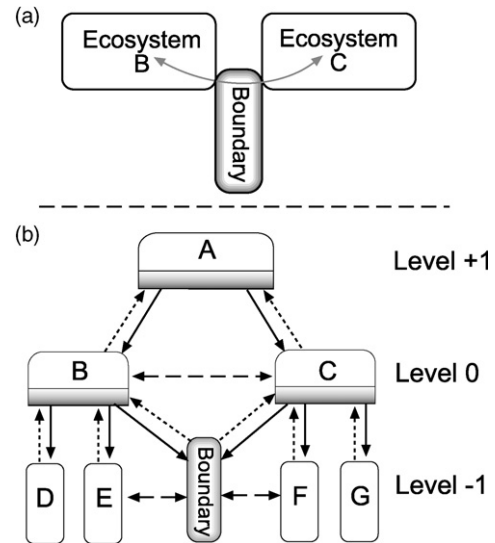 (a)
Ecosystem
B
Ecosystem
C
Boundary
(b)
A
Level +1
B
C
Level 0
Boundary
D
E
F
G
Level -1